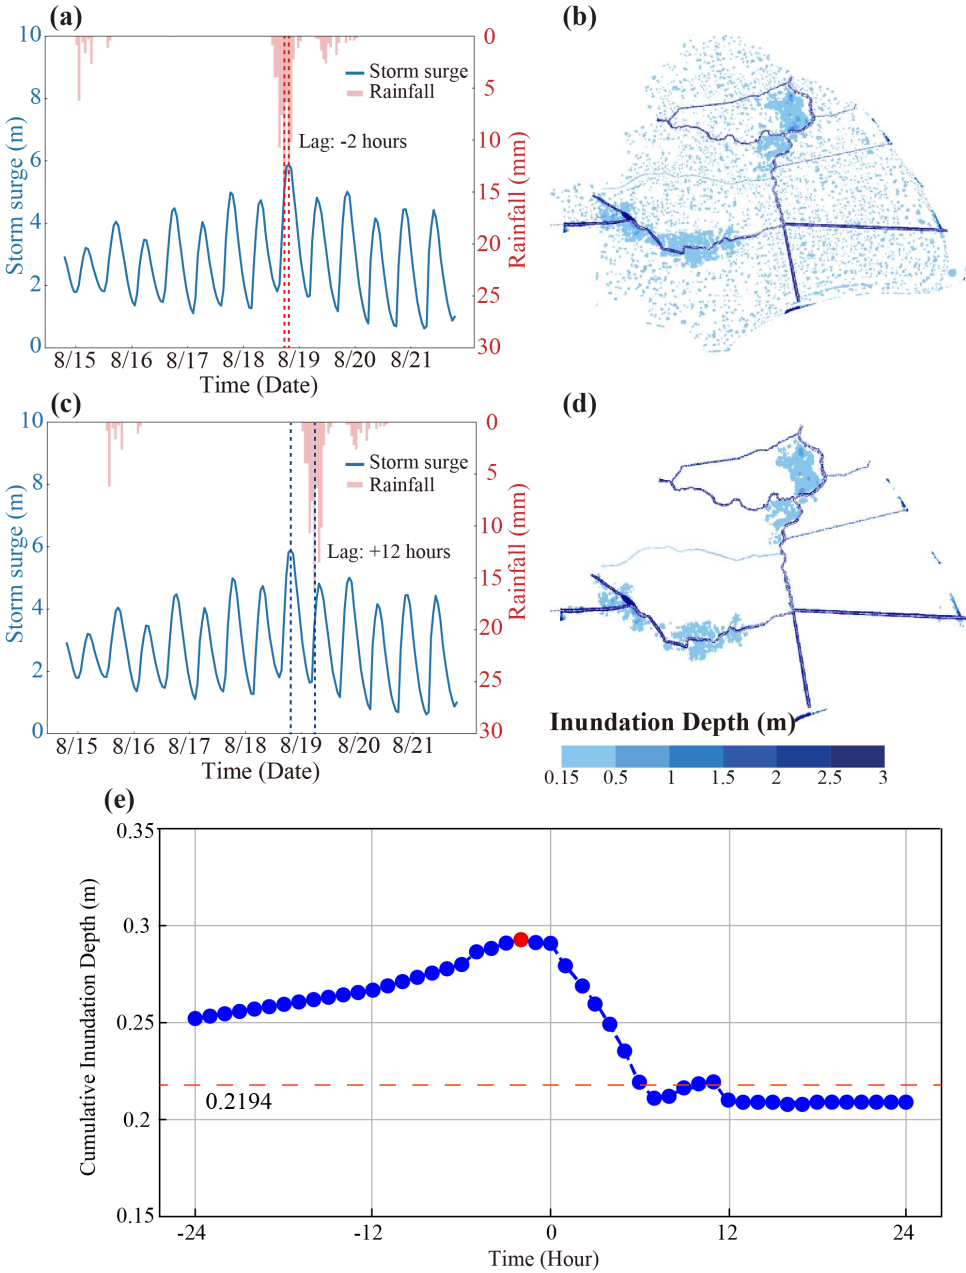 (a)
10
8
6
4
2
0
Storm surge (m)
0
5
10
15
20
25
30
Rainfall (mm)
Storm surge
Rainfall
Lag: -2 hours
8/15 8/16 8/17 8/18 8/19 8/20 8/21
Time (Date)
(b)
(c)
10
8
6
4
2
0
Storm surge (m)
0
5
10
15
20
25
30
Rainfall (mm)
Storm surge
Rainfall
Lag: +12 hours
8/15 8/16 8/17 8/18 8/19 8/20 8/21
Time (Date)
(d)
Inundation Depth (m)
0.15 0.5 1 1.5 2 2.5 3
(e)
0.35
0.3
0.25
0.2
0.15
Cumulative Inundation Depth (m)
0.2194
-24 -12 0 12 24
Time (Hour)